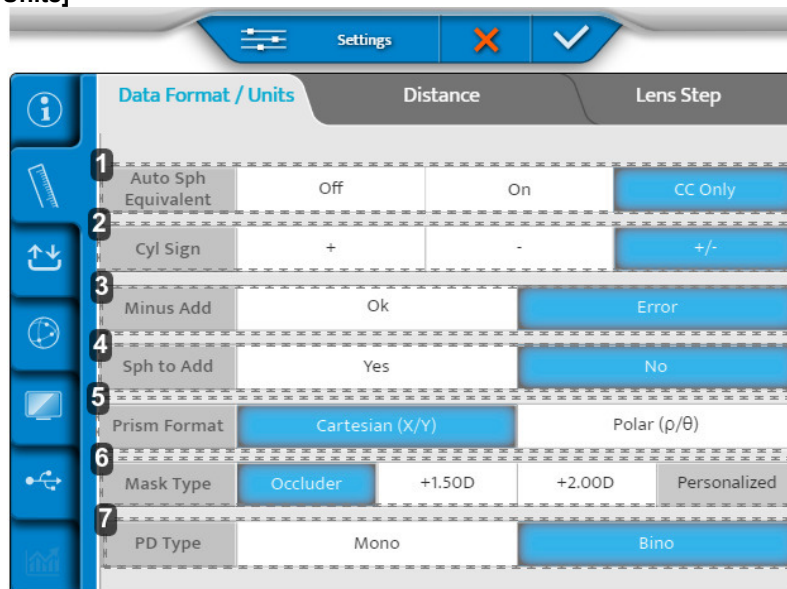 Units]
Settings
Data Format / Units Distance Lens Step
1
Auto Sph Equivalent Off On CC Only
2
Cyl Sign + - +/-
3
Minus Add Ok Error
4
Sph to Add Yes No
5
Prism Format Cartesian (X/Y) Polar (ρ/θ)
6
Mask Type Occluder +1.50D +2.00D Personalized
7
PD Type Mono Bino